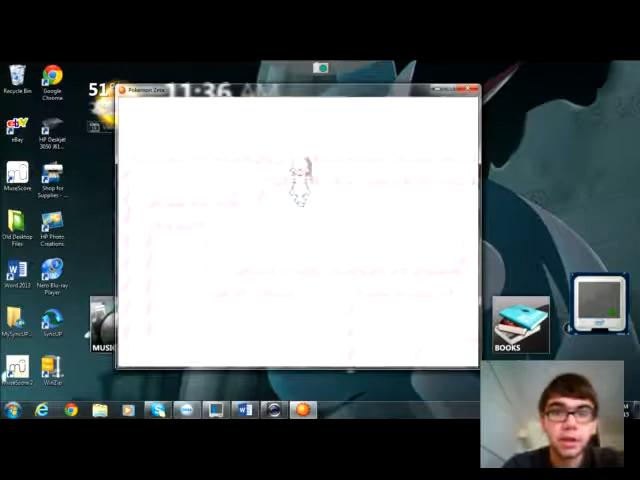 51°
11:36 AM
Pokemon Zeta
Recycle Bin
Google Chrome
eBay
HP Deskjet 3050 J61...
MuseScore
Shop for Supplies - ...
Old Desktop Files
HP Photo Creations
Word 2013
Nero Blu-ray Player
MySyncUP...
SyncUP
MuseScore 2
WinZip
MUSIC
BOOKS